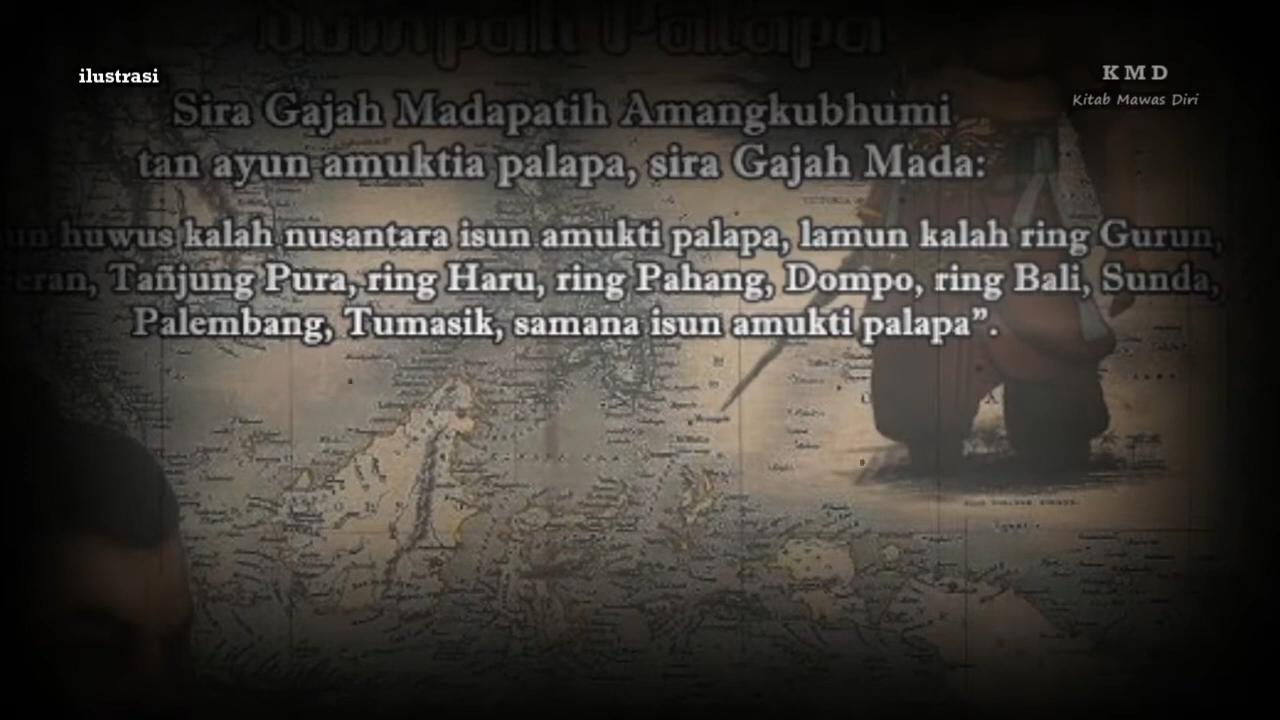 Sumpah Palapa
ilustrasi
K M D
Kitab Mawas Diri
Sira Gajah Madapatih Amangkubhumi
tan ayun amuktia palapa, sira Gajah Mada:
huwus kalah nusantara isun amukti palapa, lamun kalah ring Gurun,
Tañjung Pura, ring Haru, ring Pahang, Dompo, ring Bali, Sunda,
Palembang, Tumasik, samana isun amukti palapa”.